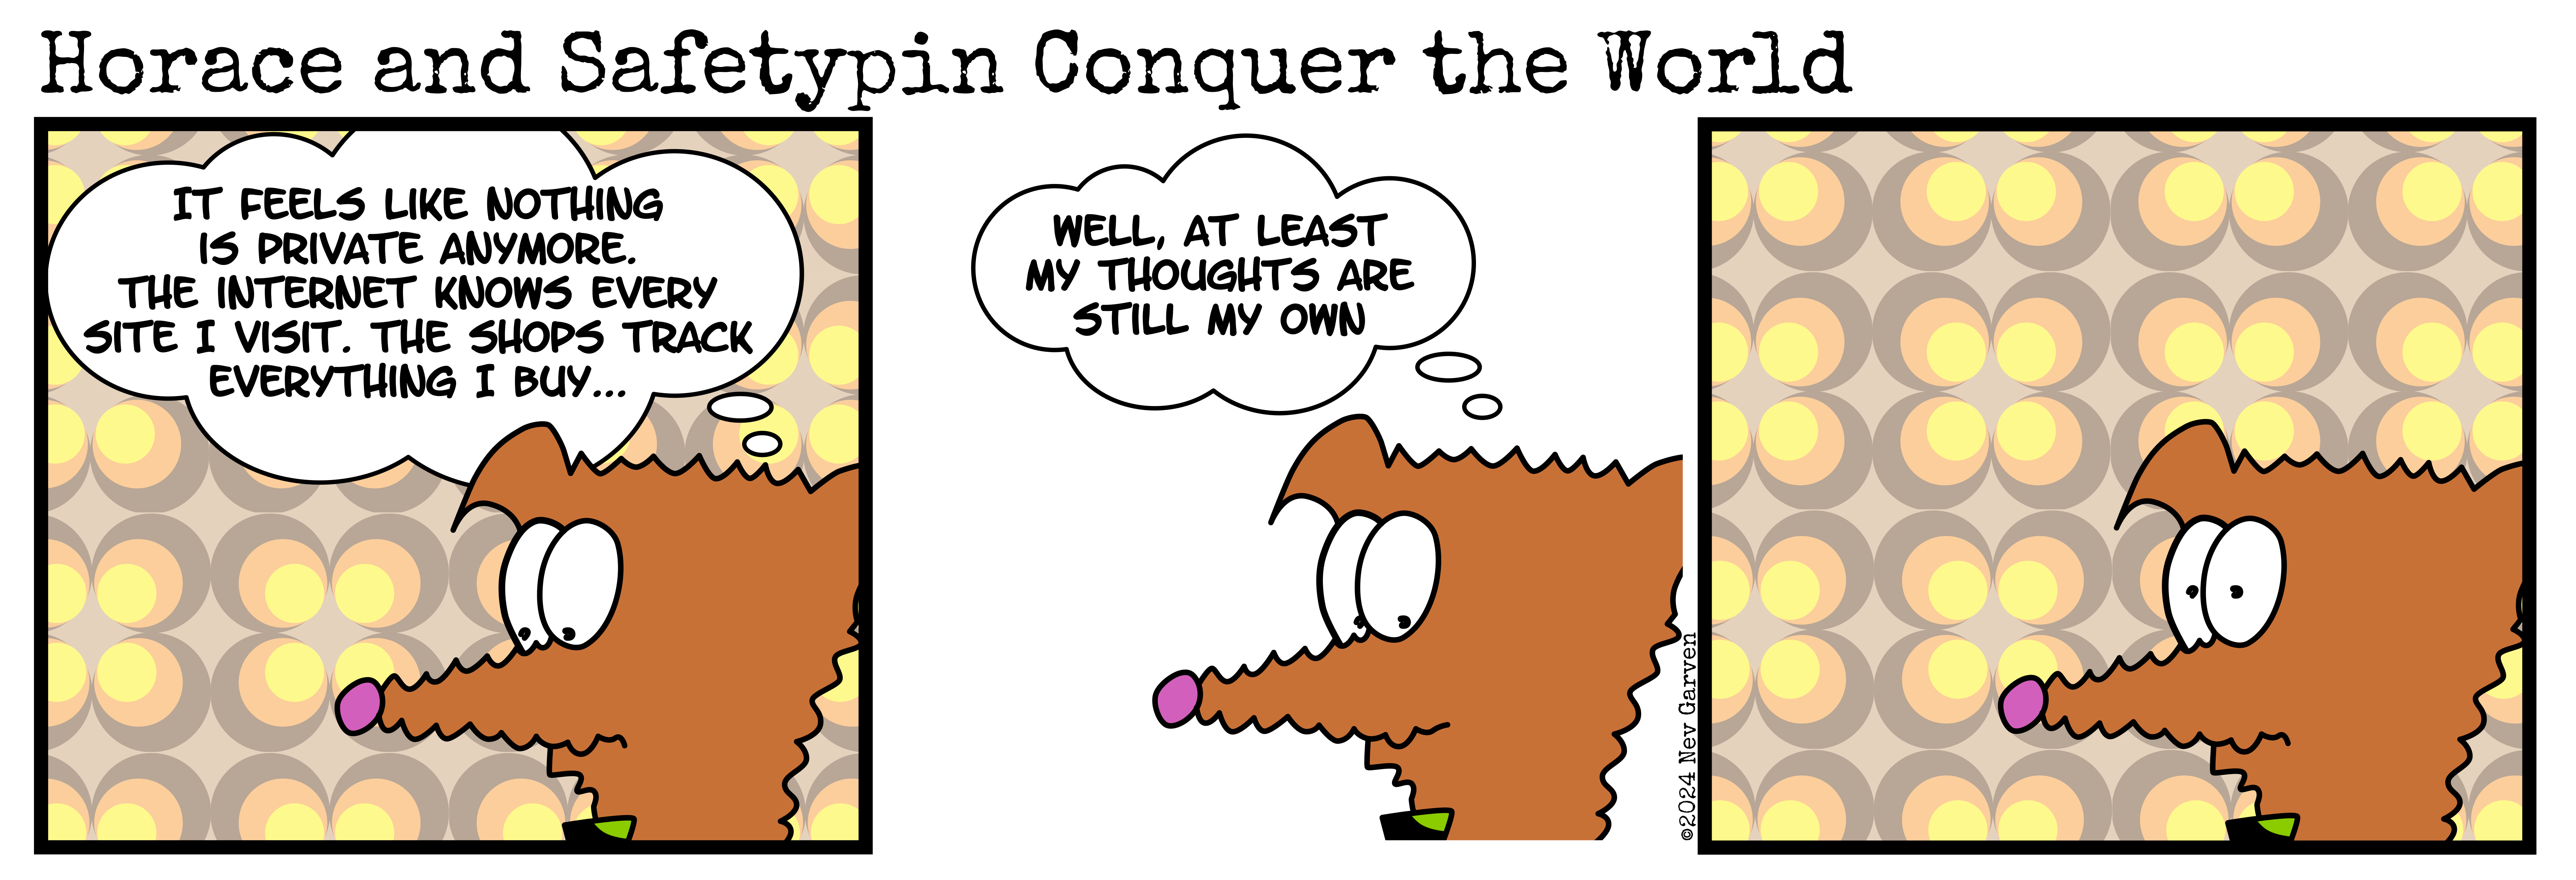 Horace and Safetypin Conquer the World
IT FEELS LIKE NOTHING
IS PRIVATE ANYMORE.
THE INTERNET KNOWS EVERY
SITE I VISIT. THE SHOPS TRACK
EVERYTHING I BUY...
WELL, AT LEAST
MY THOUGHTS ARE
STILL MY OWN
©2024 Nev Garven